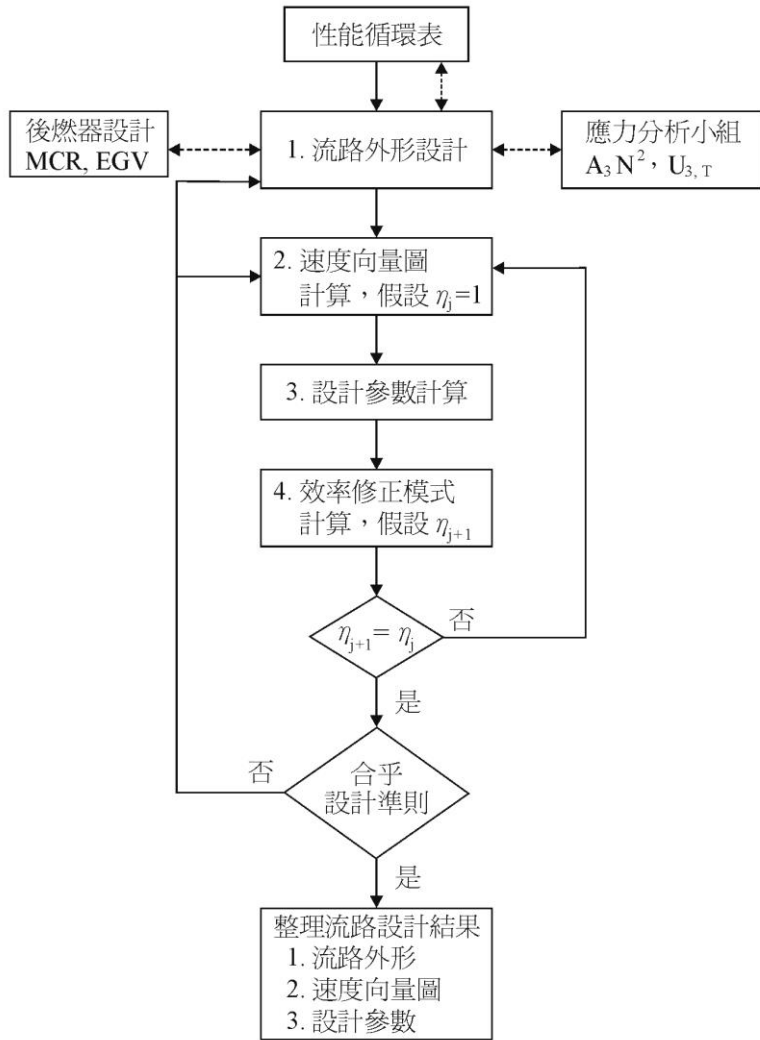 性能循環表
後燃器設計
MCR, EGV
1. 流路外形設計
應力分析小組
A₃ N², U₃, T
2. 速度向量圖
計算，假設 η_j=1
3. 設計參數計算
4. 效率修正模式
計算，假設 η_j+1
η_j+1 = η_j
否
是
否
合乎
設計準則
是
整理流路設計結果
1. 流路外形
2. 速度向量圖
3. 設計參數